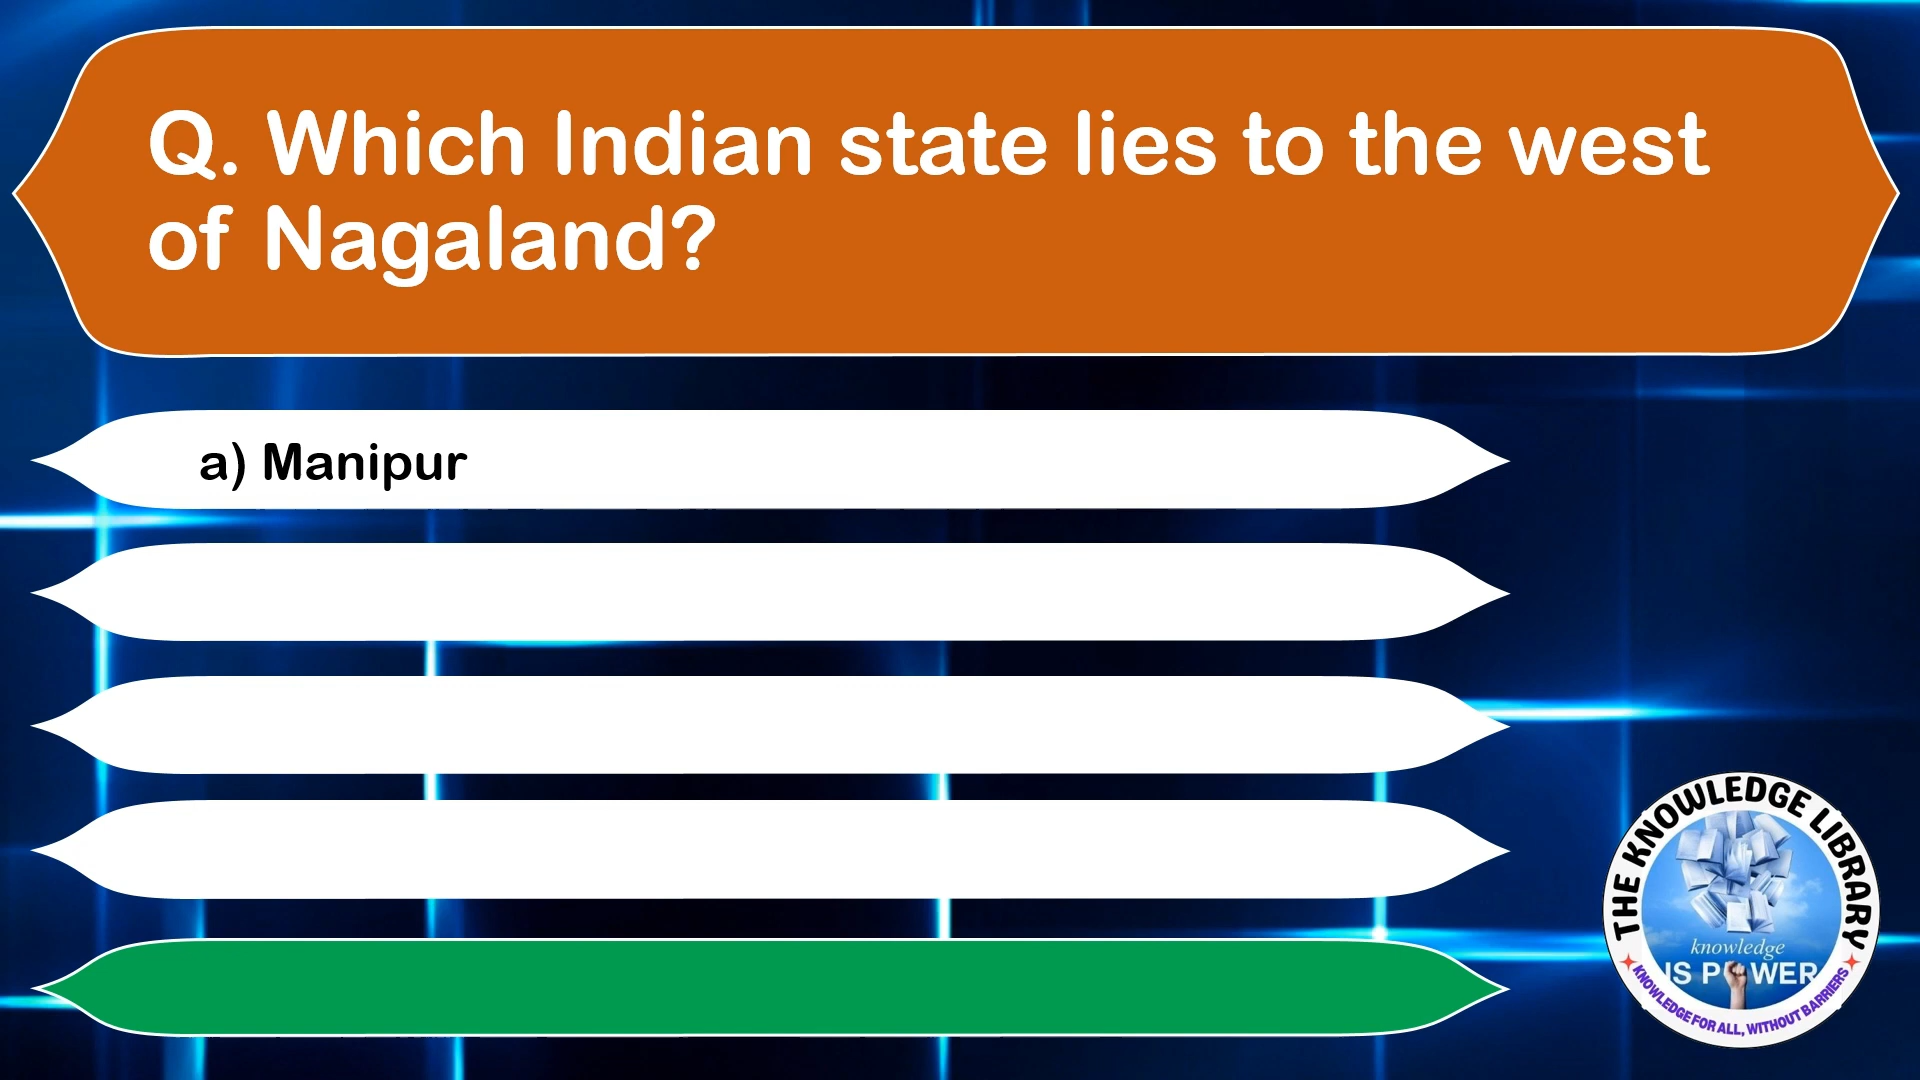 Q. Which Indian state lies to the west
of Nagaland?
a) Manipur
THE KNOWLEDGE LIBRARY
knowledge
IS POWER
KNOWLEDGE FOR ALL, WITHOUT BARRIERS